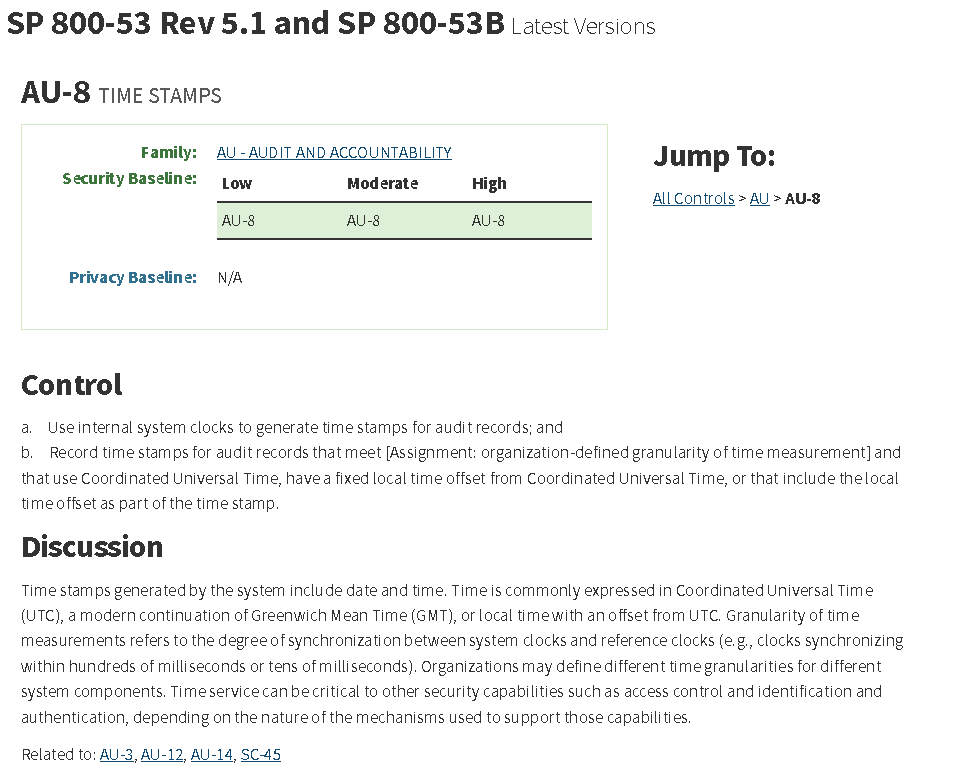 SP 800-53 Rev 5.1 and SP 800-53B Latest Versions
AU-8 TIME STAMPS
Family: AU - AUDIT AND ACCOUNTABILITY
Security Baseline:
Low Moderate High
AU-8 AU-8 AU-8
Privacy Baseline: N/A
Jump To:
All Controls > AU > AU-8
Control
a. Use internal system clocks to generate time stamps for audit records; and
b. Record time stamps for audit records that meet [Assignment: organization-defined granularity of time measurement] and
that use Coordinated Universal Time, have a fixed local time offset from Coordinated Universal Time, or that include the local
time offset as part of the time stamp.
Discussion
Time stamps generated by the system include date and time. Time is commonly expressed in Coordinated Universal Time
(UTC), a modern continuation of Greenwich Mean Time (GMT), or local time with an offset from UTC. Granularity of time
measurements refers to the degree of synchronization between system clocks and reference clocks (e.g., clocks synchronizing
within hundreds of milliseconds or tens of milliseconds). Organizations may define different time granularities for different
system components. Time service can be critical to other security capabilities such as access control and identification and
authentication, depending on the nature of the mechanisms used to support those capabilities.
Related to: AU-3, AU-12, AU-14, SC-45